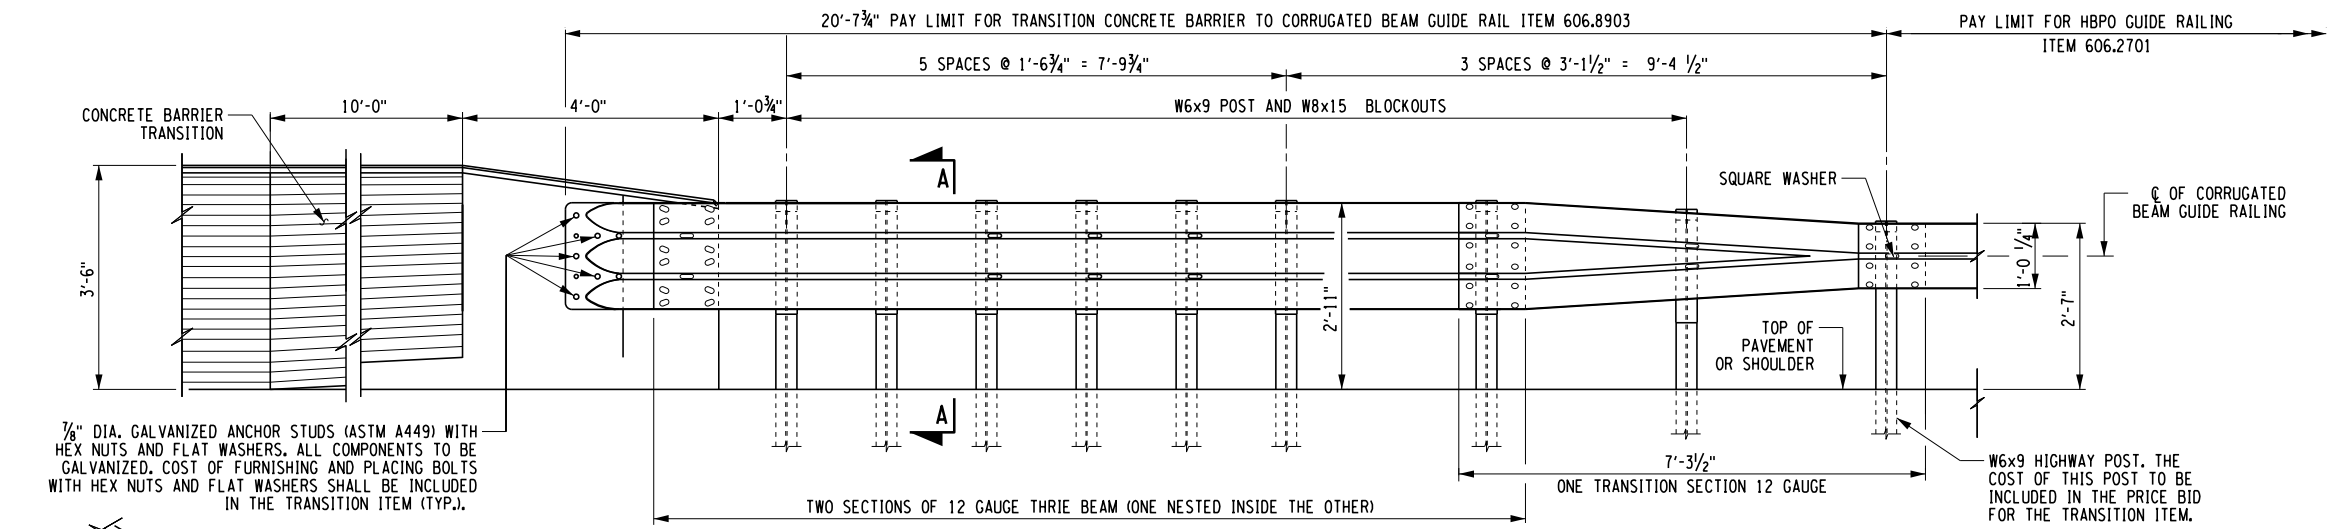 20'-7¾" PAY LIMIT FOR TRANSITION CONCRETE BARRIER TO CORRUGATED BEAM GUIDE RAIL ITEM 606.8903
PAY LIMIT FOR HBPO GUIDE RAILING
ITEM 606.2701
5 SPACES @ 1'-6¾" = 7'-9¾"
3 SPACES @ 3'-1½" = 9'-4 ½"
CONCRETE BARRIER
TRANSITION
10'-0"
4'-0"
1'-0¾"
W6x9 POST AND W8x15 BLOCKOUTS
A
SQUARE WASHER
℄ OF CORRUGATED
BEAM GUIDE RAILING
3'-6"
2'-11"
1'-0 ¼"
2'-7"
TOP OF
PAVEMENT
OR SHOULDER
A
⅞" DIA. GALVANIZED ANCHOR STUDS (ASTM A449) WITH
HEX NUTS AND FLAT WASHERS. ALL COMPONENTS TO BE
GALVANIZED. COST OF FURNISHING AND PLACING BOLTS
WITH HEX NUTS AND FLAT WASHERS SHALL BE INCLUDED
IN THE TRANSITION ITEM (TYP.).
7'-3½"
ONE TRANSITION SECTION 12 GAUGE
TWO SECTIONS OF 12 GAUGE THRIE BEAM (ONE NESTED INSIDE THE OTHER)
W6x9 HIGHWAY POST. THE
COST OF THIS POST TO BE
INCLUDED IN THE PRICE BID
FOR THE TRANSITION ITEM.